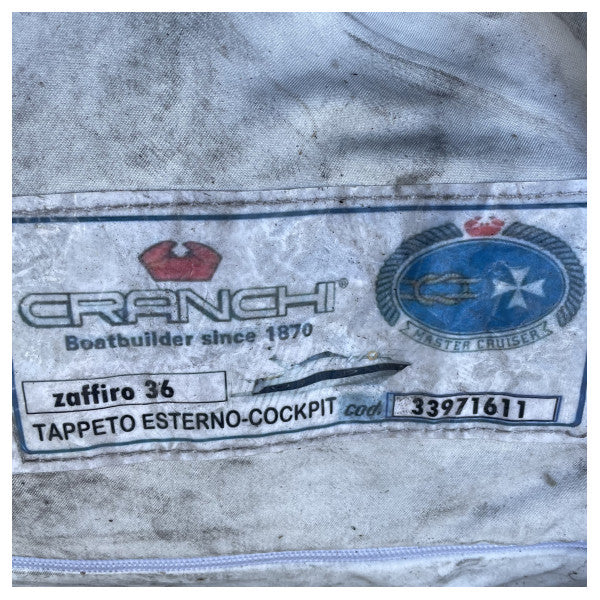 CRANCHI®
Boatbuilder since 1870
MASTER CRUISER
zaffiro 36
TAPPETO ESTERNO-COCKPIT cod. 33971611